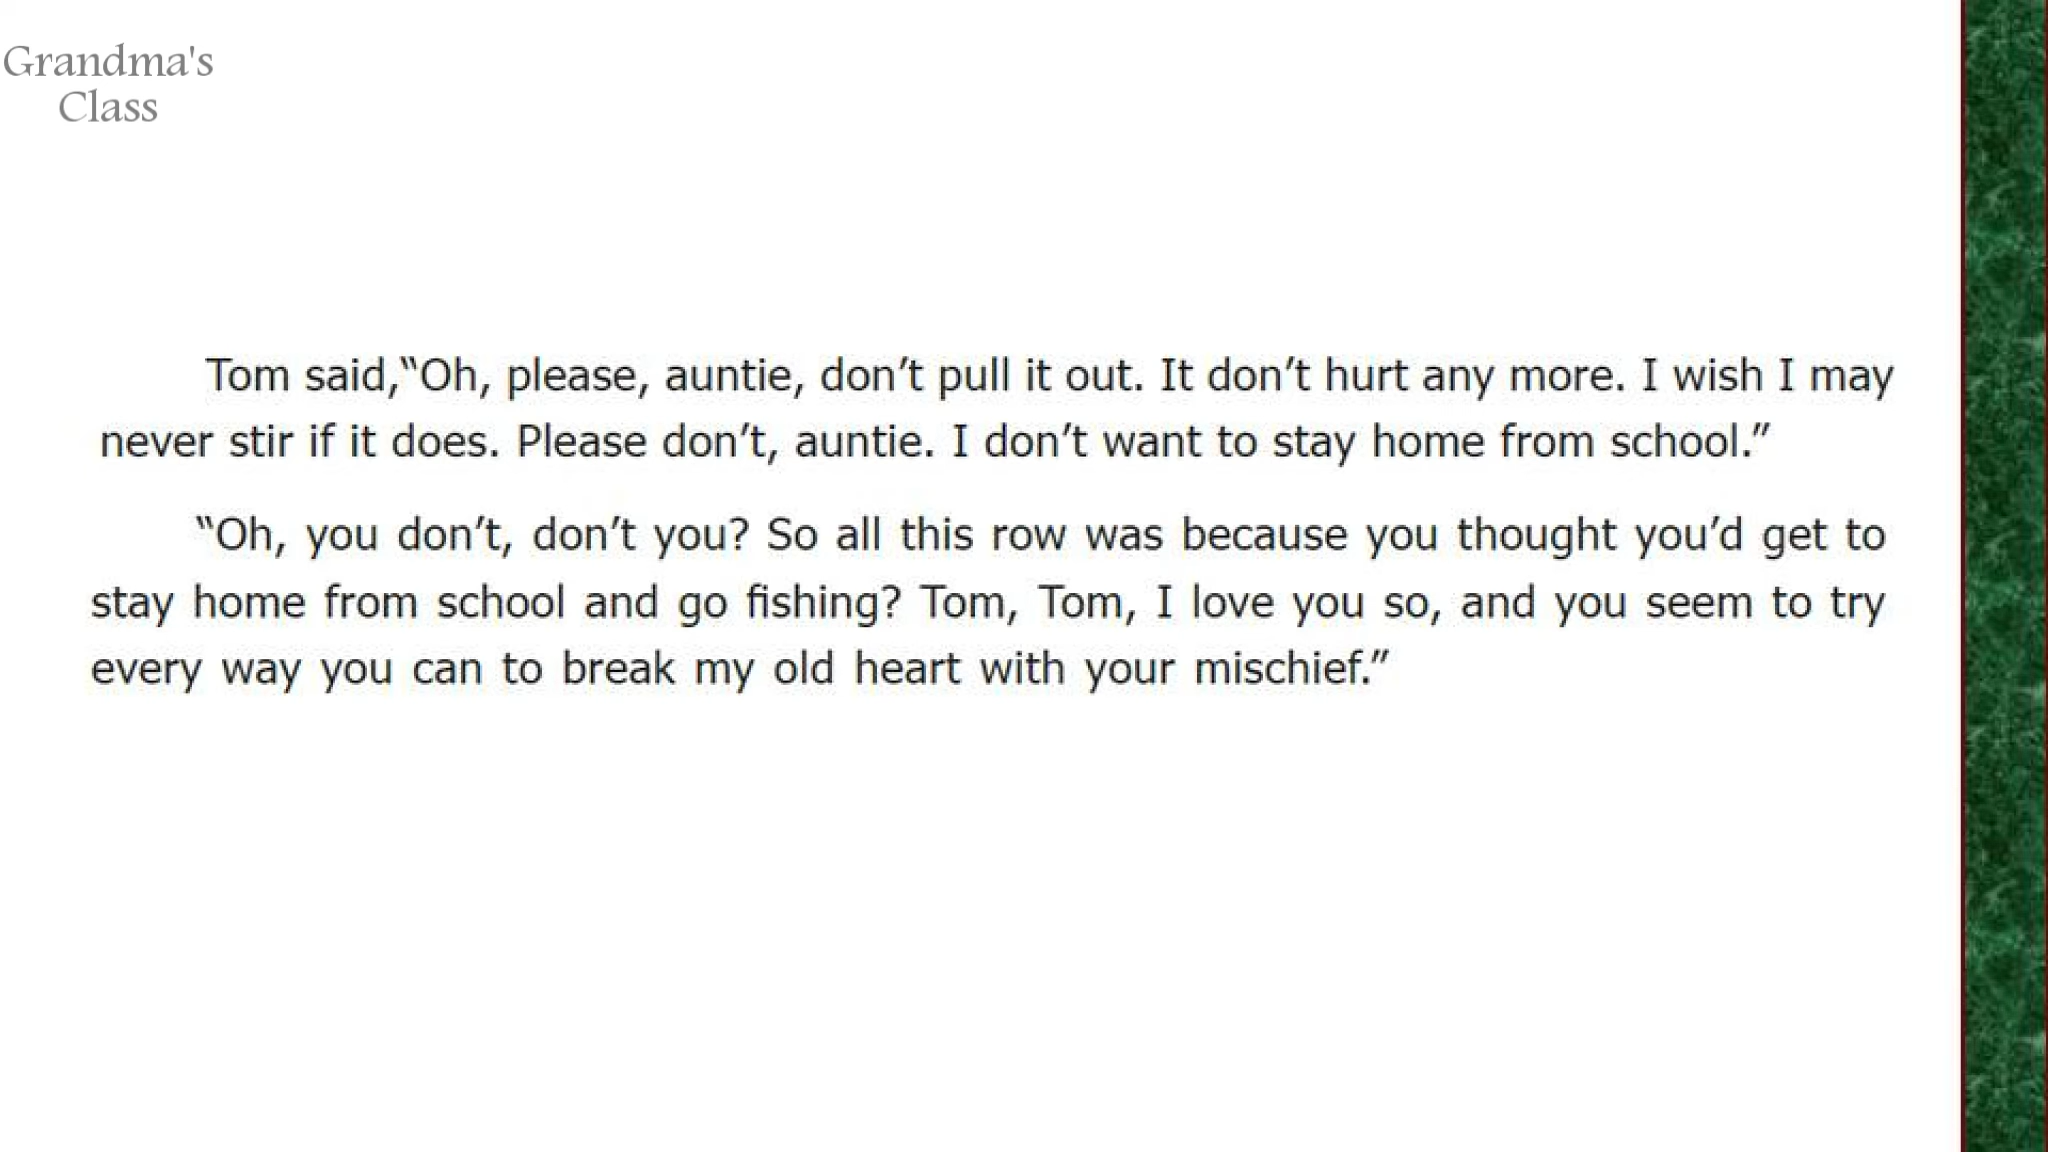 Grandma's
Class
Tom said,“Oh, please, auntie, don’t pull it out. It don’t hurt any more. I wish I may
never stir if it does. Please don’t, auntie. I don’t want to stay home from school.”
“Oh, you don’t, don’t you? So all this row was because you thought you’d get to
stay home from school and go fishing? Tom, Tom, I love you so, and you seem to try
every way you can to break my old heart with your mischief.”